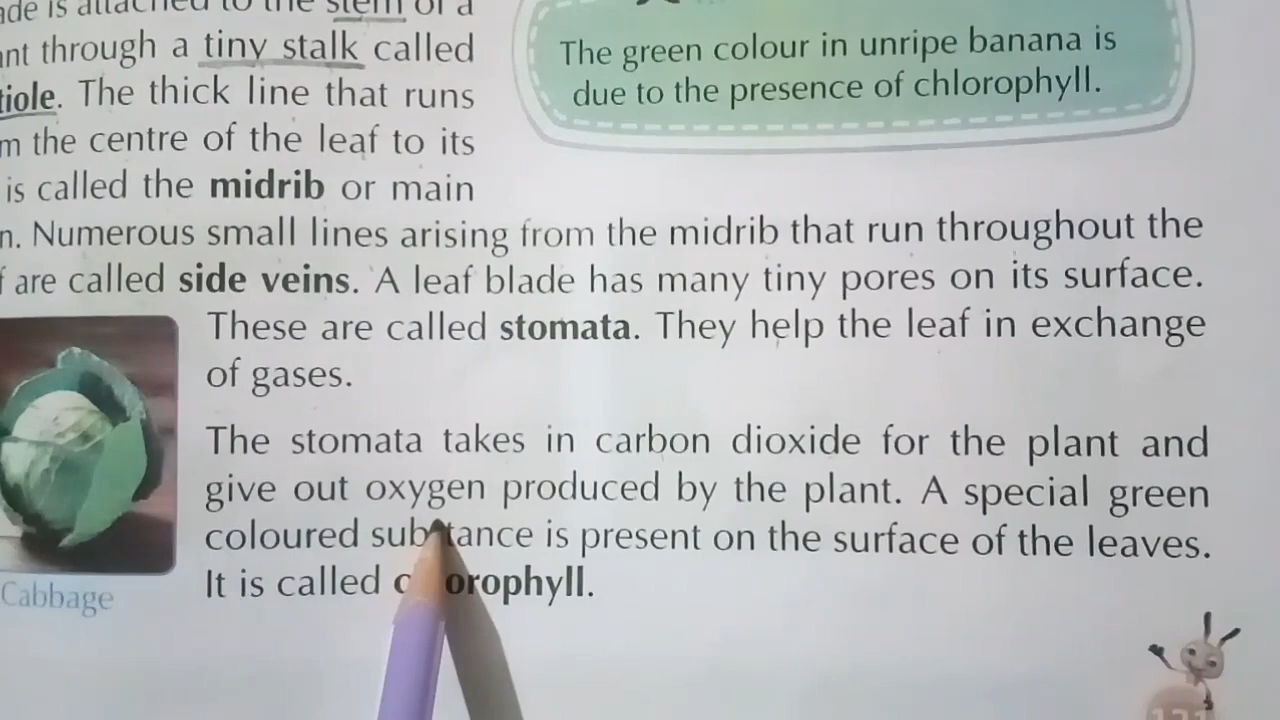 is attached to the stem of a
through a tiny stalk called
tiole. The thick line that runs
the centre of the leaf to its
is called the midrib or main
n. Numerous small lines arising from the midrib that run throughout the
f are called side veins. A leaf blade has many tiny pores on its surface.
These are called stomata. They help the leaf in exchange
of gases.
The stomata takes in carbon dioxide for the plant and
give out oxygen produced by the plant. A special green
coloured substance is present on the surface of the leaves.
It is called chlorophyll.
The green colour in unripe banana is
due to the presence of chlorophyll.
Cabbage